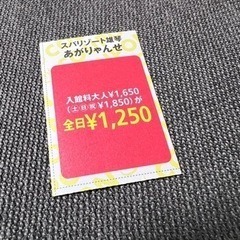 スパリゾート雄琴
あがりゃんせ
入館料大人¥1,650
(土・日・祝 ¥1,850)が
全日¥1,250